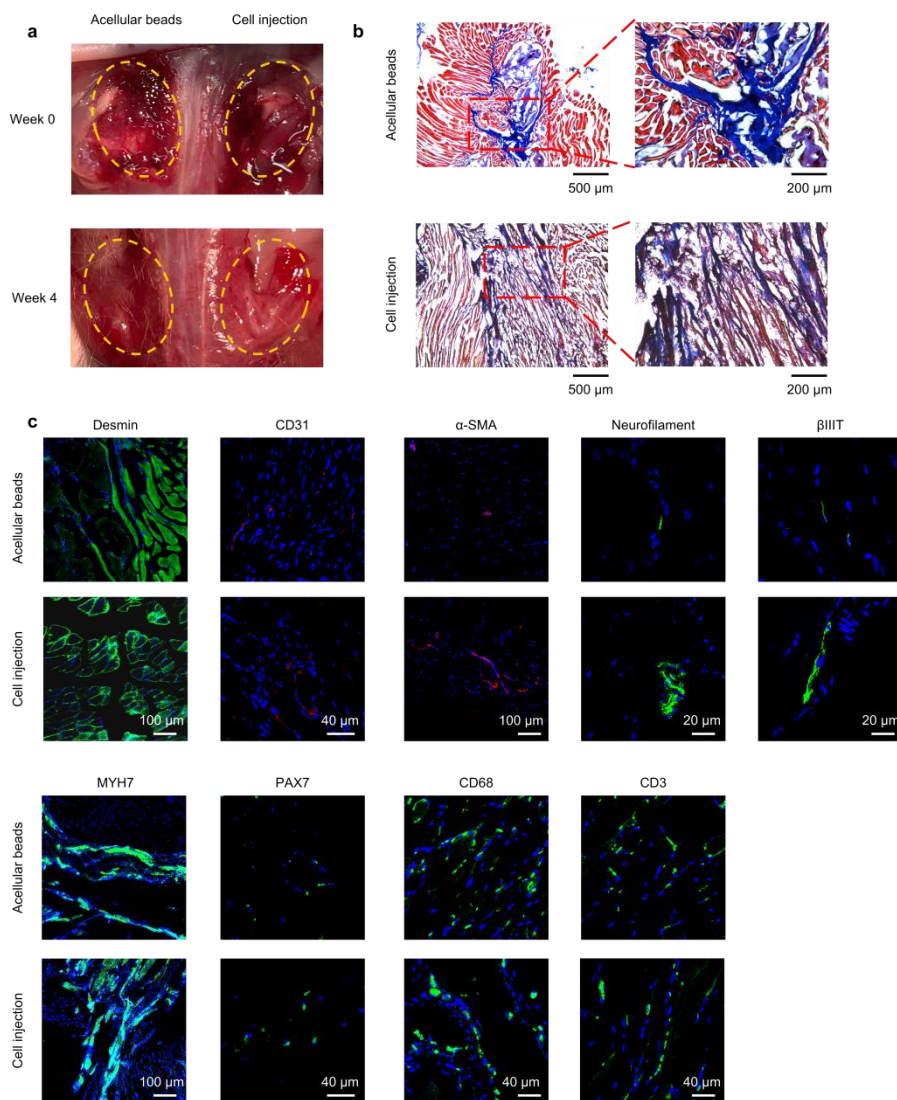 a
Acellular beads
Cell injection
Week 0
Week 4
b
Acellular beads
500 µm
200 µm
Cell injection
500 µm
200 µm
c
Desmin
CD31
α-SMA
Neurofilament
βIIIT
Acellular beads
Cell injection
100 µm
40 µm
100 µm
20 µm
20 µm
MYH7
PAX7
CD68
CD3
Acellular beads
Cell injection
100 µm
40 µm
40 µm
40 µm